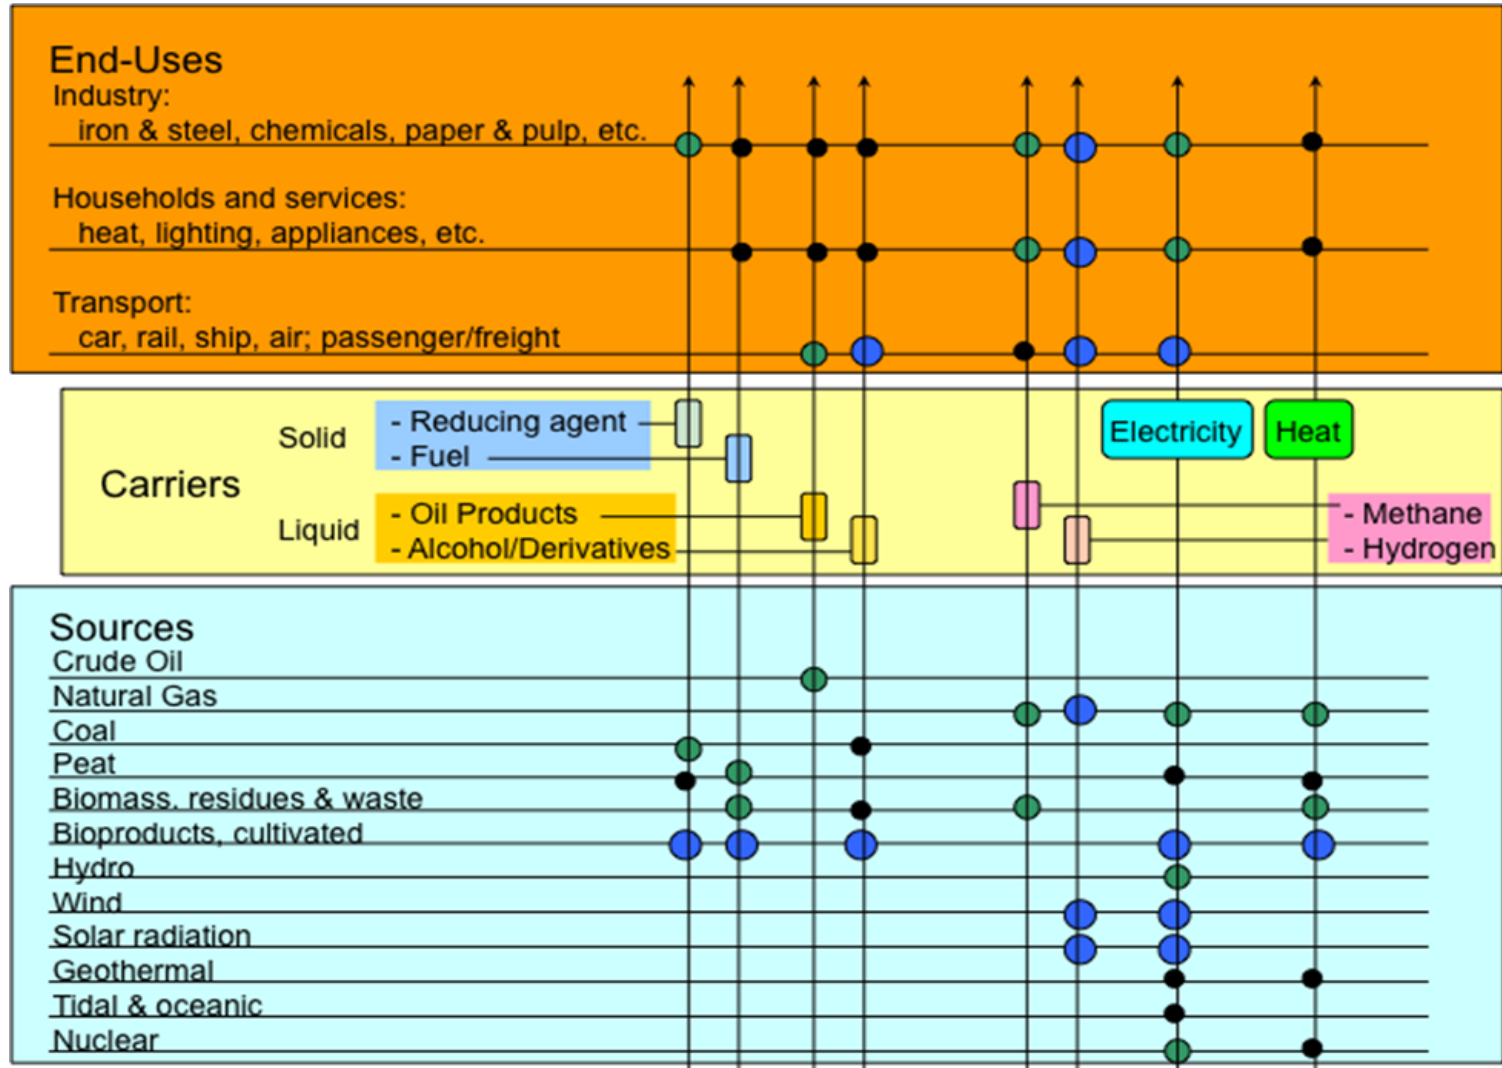 End-Uses
Industry:
iron & steel, chemicals, paper & pulp, etc.
Households and services:
heat, lighting, appliances, etc.
Transport:
car, rail, ship, air; passenger/freight
Carriers
Solid
- Reducing agent
- Fuel
Liquid
- Oil Products
- Alcohol/Derivatives
Electricity
Heat
- Methane
- Hydrogen
Sources
Crude Oil
Natural Gas
Coal
Peat
Biomass. residues & waste
Bioproducts, cultivated
Hydro
Wind
Solar radiation
Geothermal
Tidal & oceanic
Nuclear